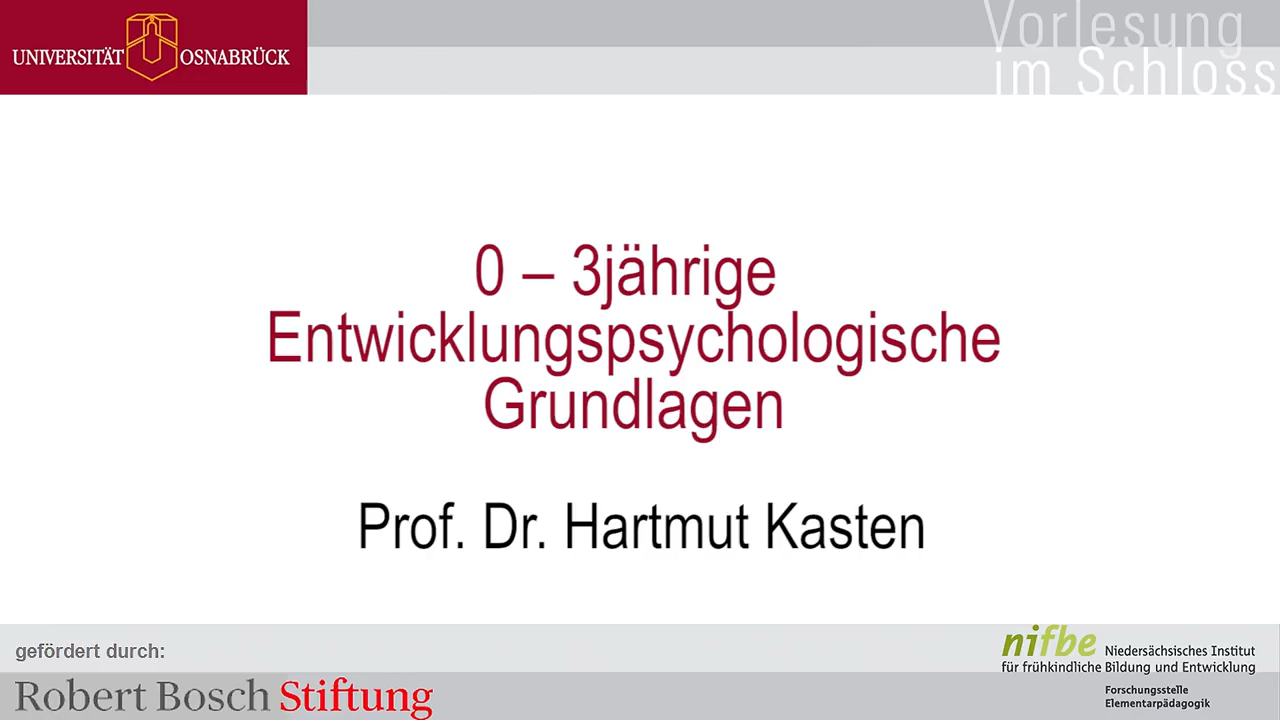 UNIVERSITÄT OSNABRÜCK
Vorlesung
im Schloss
0 – 3jährige
Entwicklungspsychologische
Grundlagen
Prof. Dr. Hartmut Kasten
gefördert durch:
Robert Bosch Stiftung
nifbe Niedersächsisches Institut
für frühkindliche Bildung und Entwicklung
Forschungsstelle
Elementarpädagogik